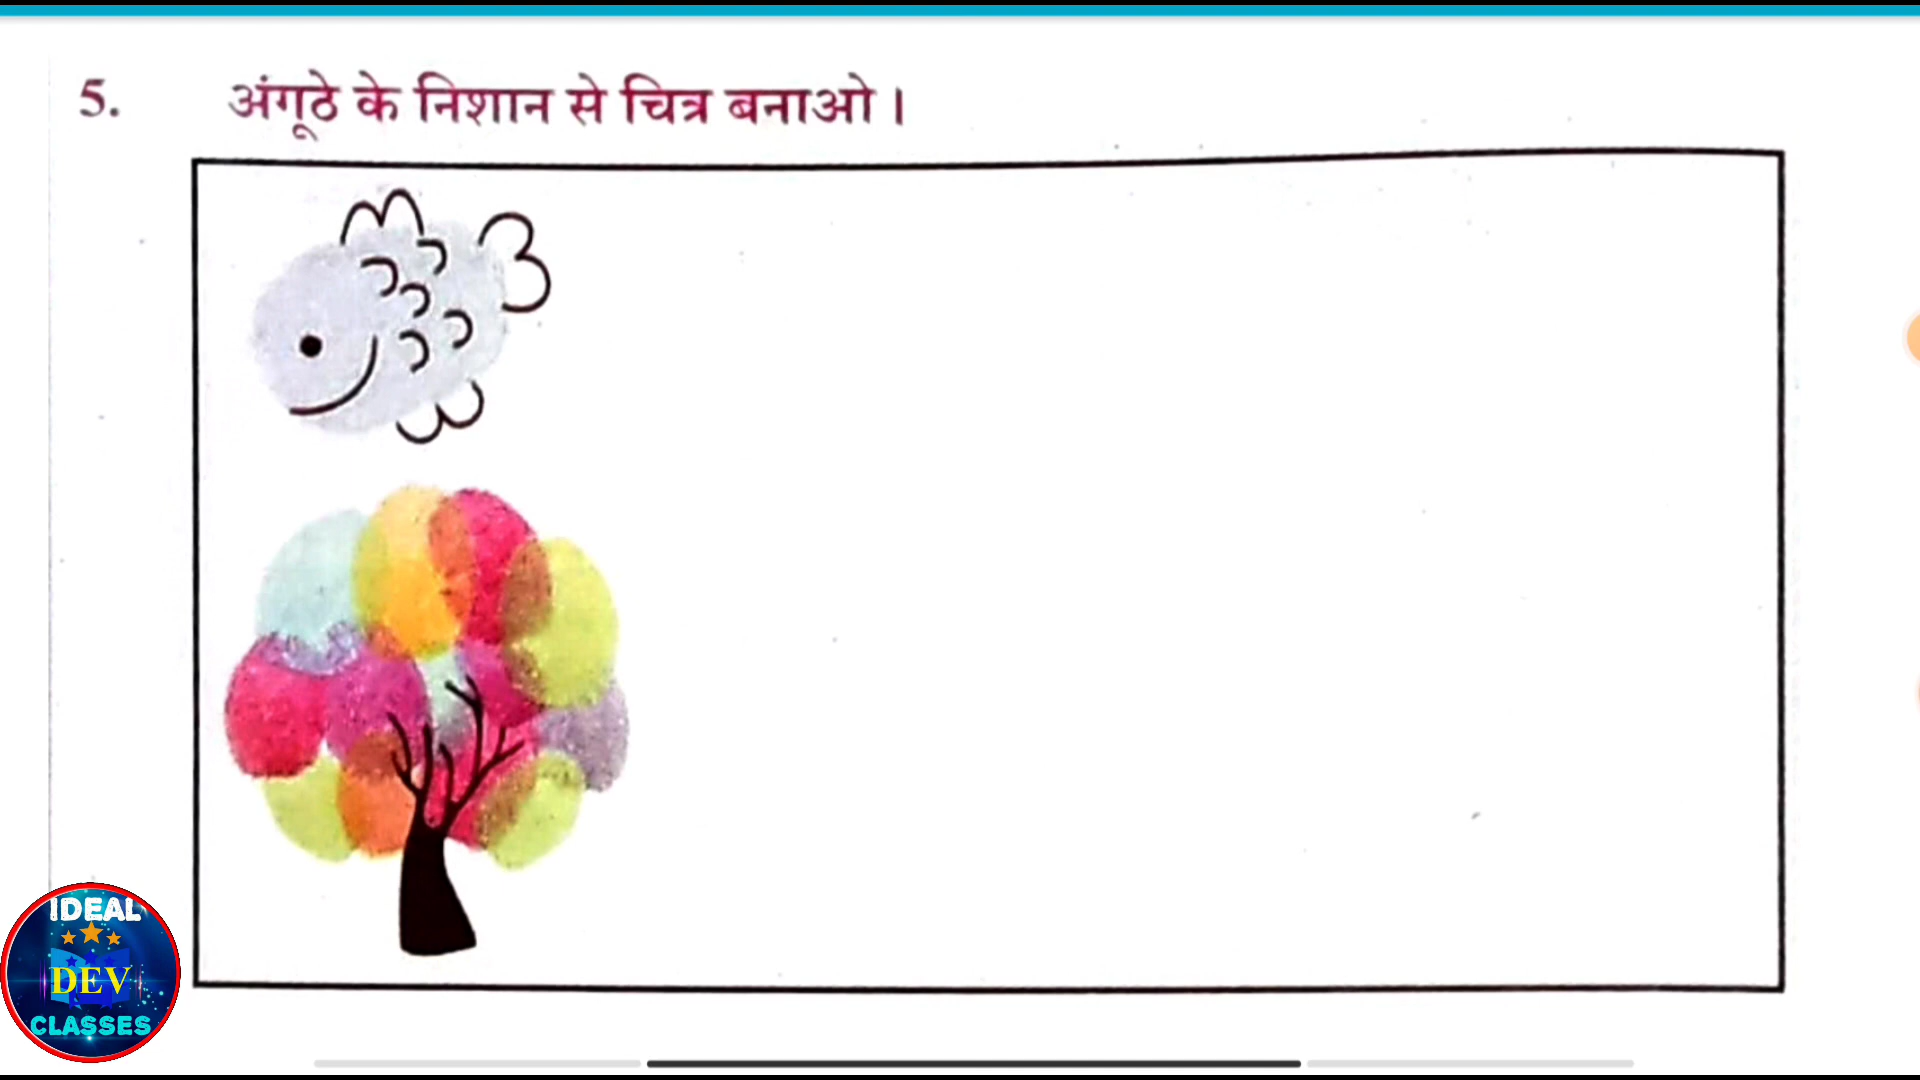 5. अंगूठे के निशान से चित्र बनाओ।
IDEAL
DEV
CLASSES